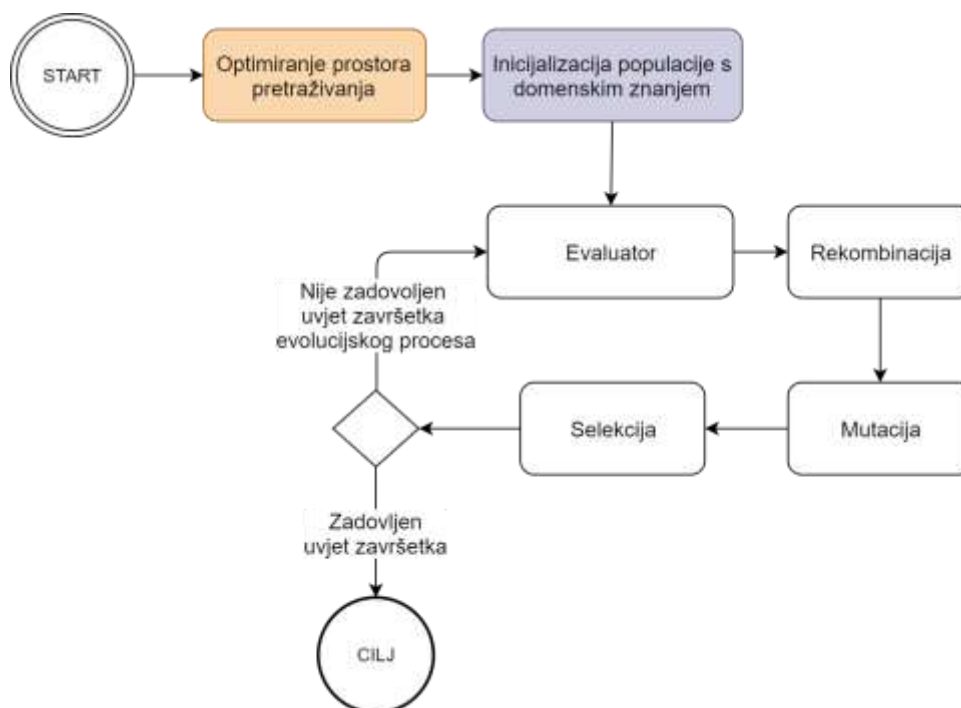 START
Optimiranje prostora
pretraživanja
Inicijalizacija populacije s
domenskim znanjem
Evaluator
Rekombinacija
Nije zadovoljen
uvjet završetka
evolucijskog procesa
Selekcija
Mutacija
Zadovljen
uvjet završetka
CILJ